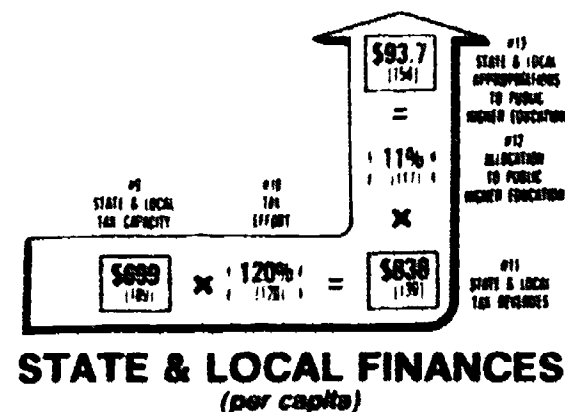 $93.7
(154)
#13
STATE & LOCAL
APPROPRIATIONS
TO PUBLIC
HIGHER EDUCATION
=
11%
#12
ALLOCATION
TO PUBLIC
HIGHER EDUCATION
×
#9
STATE & LOCAL
TAX CAPACITY
#10
TAX
EFFORT
$699
× 120% =
$838
#11
STATE & LOCAL
TAX REVENUES
STATE & LOCAL FINANCES
(per capita)